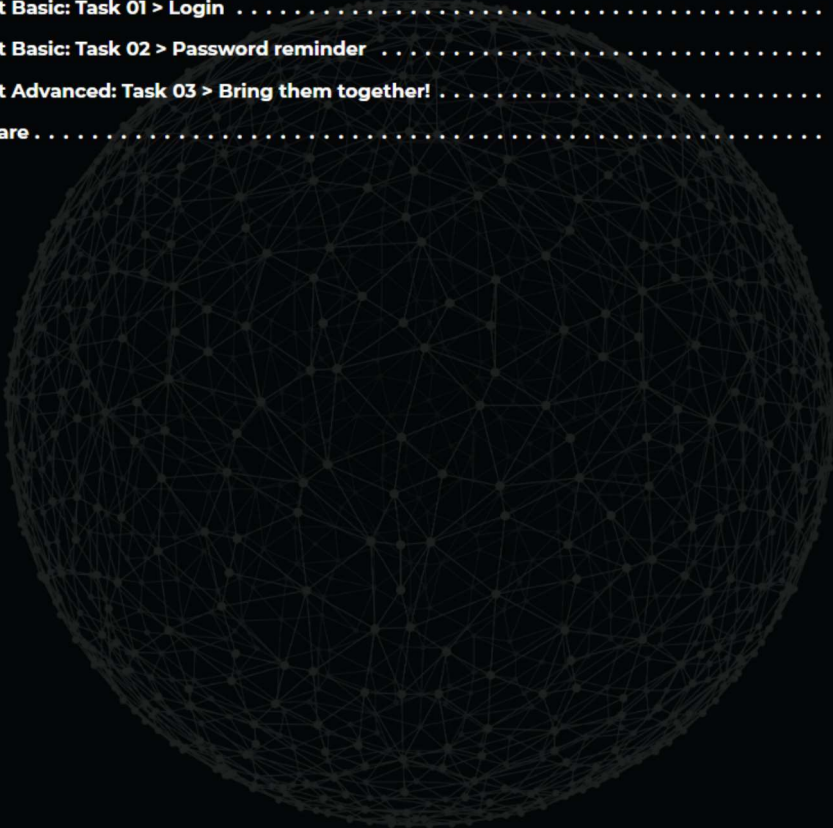 t Basic: Task 01 > Login . . . . . . . . . . . . . . . . . . . . . . . . . . . . . . . . . . . . . . . . .
t Basic: Task 02 > Password reminder . . . . . . . . . . . . . . . . . . . . . . . . . . . . . . .
t Advanced: Task 03 > Bring them together! . . . . . . . . . . . . . . . . . . . . . . . . . . .
are . . . . . . . . . . . . . . . . . . . . . . . . . . . . . . . . . . . . . . . . . . . . . . . . . . . . . . .